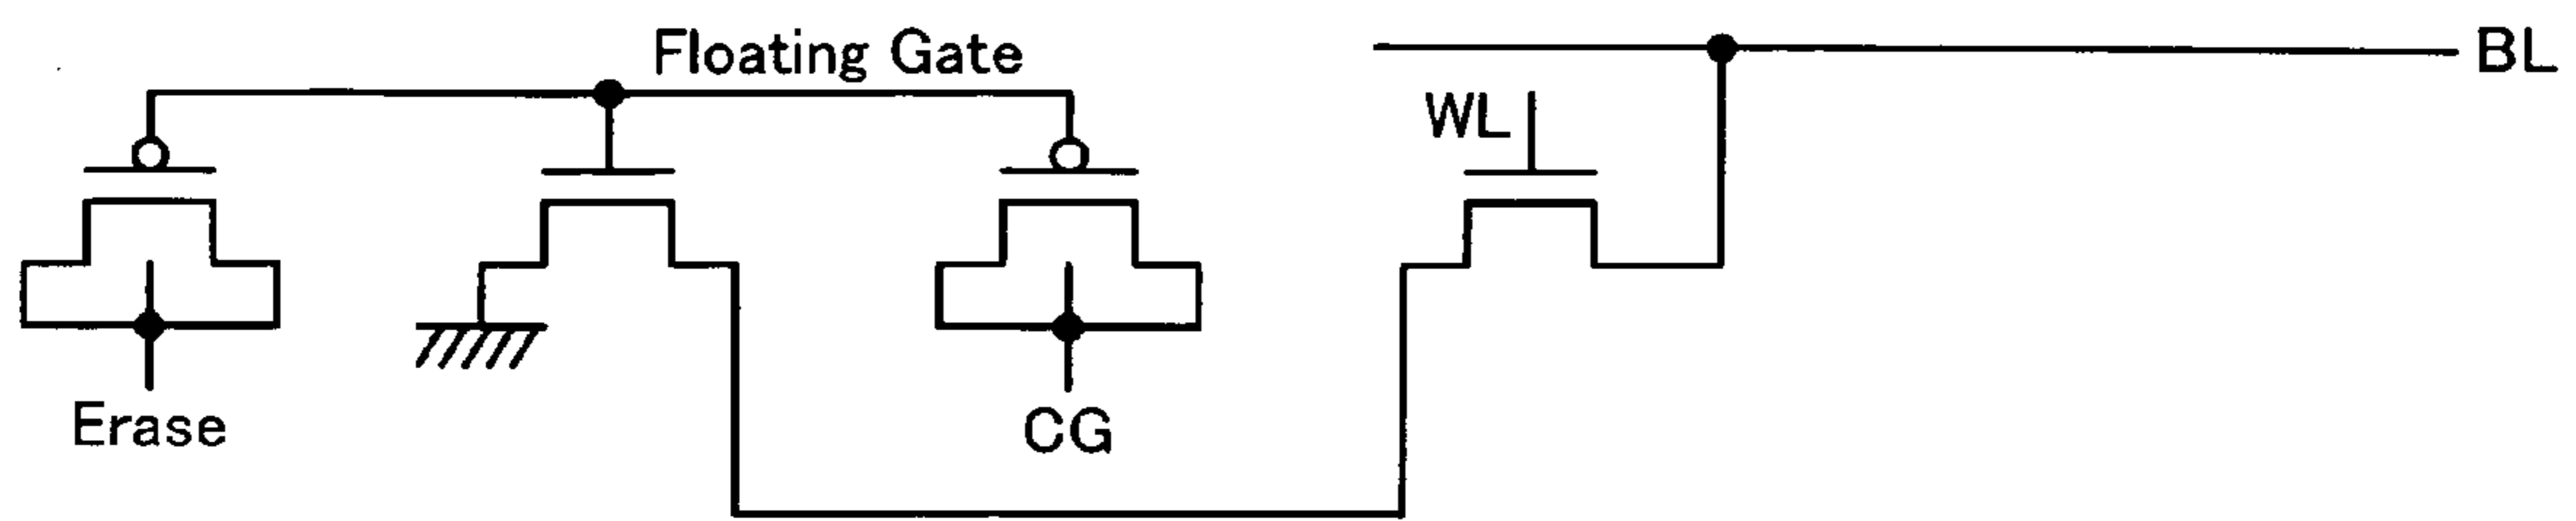 Floating Gate
BL
WL
Erase
CG